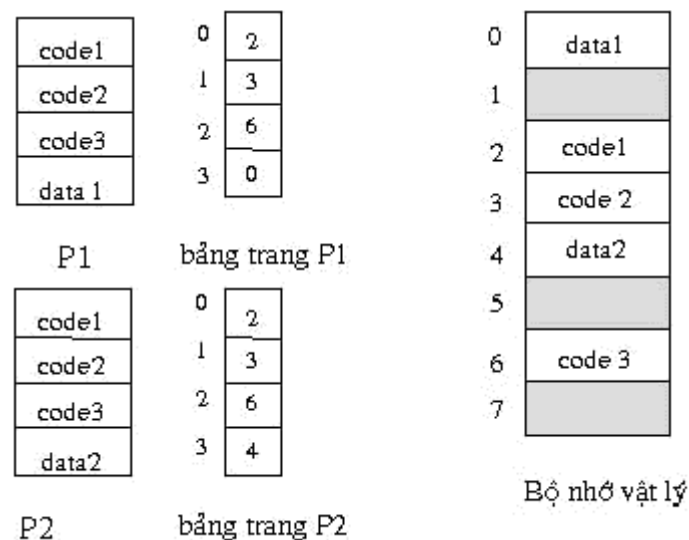 code1
code2
code3
data 1
P1
0 2
1 3
2 6
3 0
bảng trang P1
code1
code2
code3
data2
P2
0 2
1 3
2 6
3 4
bảng trang P2
0 data1
1
2 code1
3 code 2
4 data2
5
6 code 3
7
Bộ nhớ vật lý